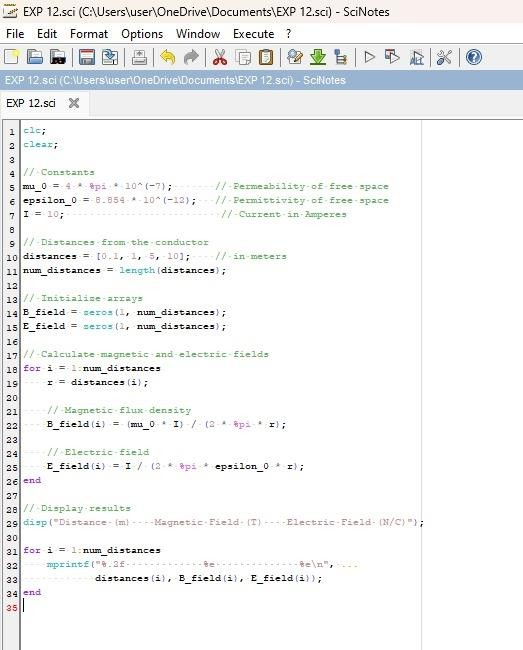 EXP 12.sci (C:\Users\user\OneDrive\Documents\EXP 12.sci) - SciNotes
File Edit Format Options Window Execute ?
EXP 12.sci (C:\Users\user\OneDrive\Documents\EXP 12.sci) - SciNotes
EXP 12.sci
1 clc;
2 clear;
3
4 // Constants
5 mu_0 = 4 * %pi * 10^(-7); // Permeability of free space
6 epsilon_0 = 8.854 * 10^(-12); // Permittivity of free space
7 I = 10; // Current in Amperes
8
9 // Distances from the conductor
10 distances = [0.1, 1, 5, 10]; // in meters
11 num_distances = length(distances);
12
13 // Initialize arrays
14 B_field = zeros(1, num_distances);
15 E_field = zeros(1, num_distances);
16
17 // Calculate magnetic and electric fields
18 for i = 1:num_distances
19 r = distances(i);
20
21 // Magnetic flux density
22 B_field(i) = (mu_0 * I) / (2 * %pi * r);
23
24 // Electric field
25 E_field(i) = I / (2 * %pi * epsilon_0 * r);
26 end
27
28 // Display results
29 disp("Distance (m)    Magnetic Field (T)    Electric Field (N/C)");
30
31 for i = 1:num_distances
32 mprintf("%.2f            %e            %e\n", ...
33 distances(i), B_field(i), E_field(i));
34 end
35